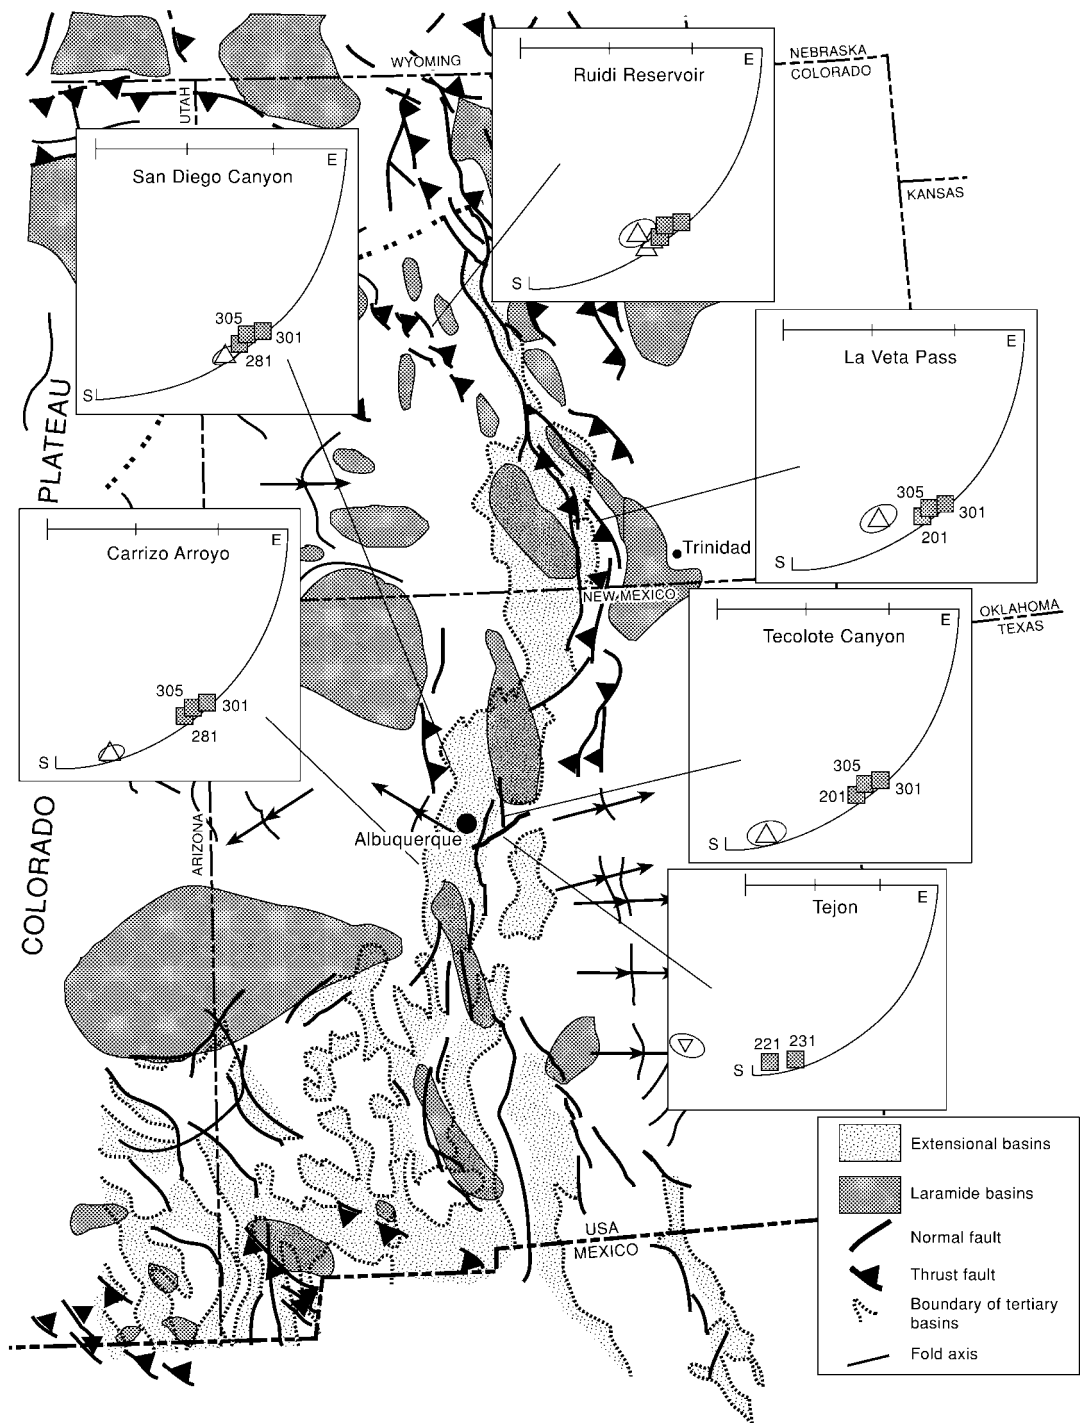 WYOMING
NEBRASKA
COLORADO
UTAH
KANSAS
E
Ruidi Reservoir
S
E
San Diego Canyon
305
301
281
S
E
La Veta Pass
305
301
201
S
PLATEAU
COLORADO
Trinidad
NEW MEXICO
OKLAHOMA
TEXAS
E
Carrizo Arroyo
305
301
281
S
E
Tecolote Canyon
305
201
301
S
Albuquerque
ARIZONA
E
Tejon
221
231
S
USA
MEXICO
Extensional basins
Laramide basins
Normal fault
Thrust fault
Boundary of tertiary
basins
Fold axis